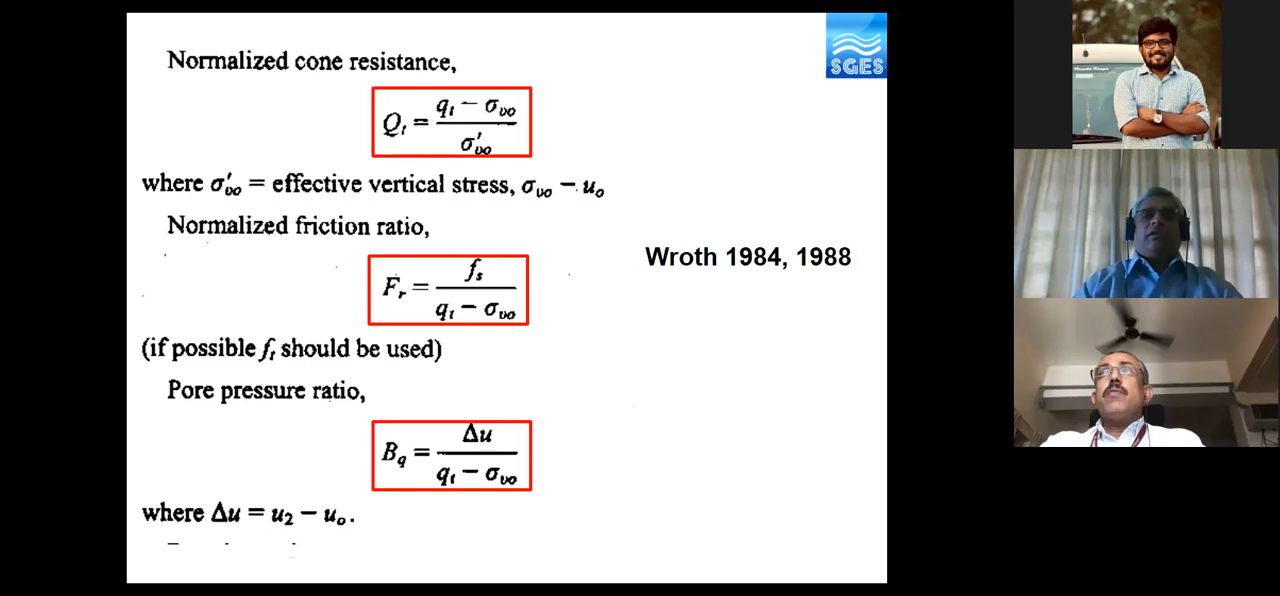 SGES
Normalized cone resistance,
Qₜ = (qₜ − σᵥₒ) / σ′ᵥₒ
where σ′ᵥₒ = effective vertical stress, σᵥₒ − uₒ
Normalized friction ratio,
Wroth 1984, 1988
Fᵣ = fₛ / (qₜ − σᵥₒ)
(if possible fₜ should be used)
Pore pressure ratio,
B_q = Δu / (qₜ − σᵥₒ)
where Δu = u₂ − uₒ.